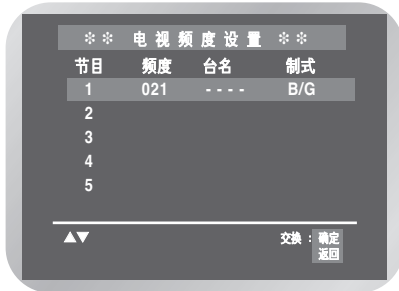 ※※ 电视频度设置 ※※
节目 频度 台名 制式
1 021 ---- B/G
2
3
4
5
▲▼ 交换 : 确定
返回